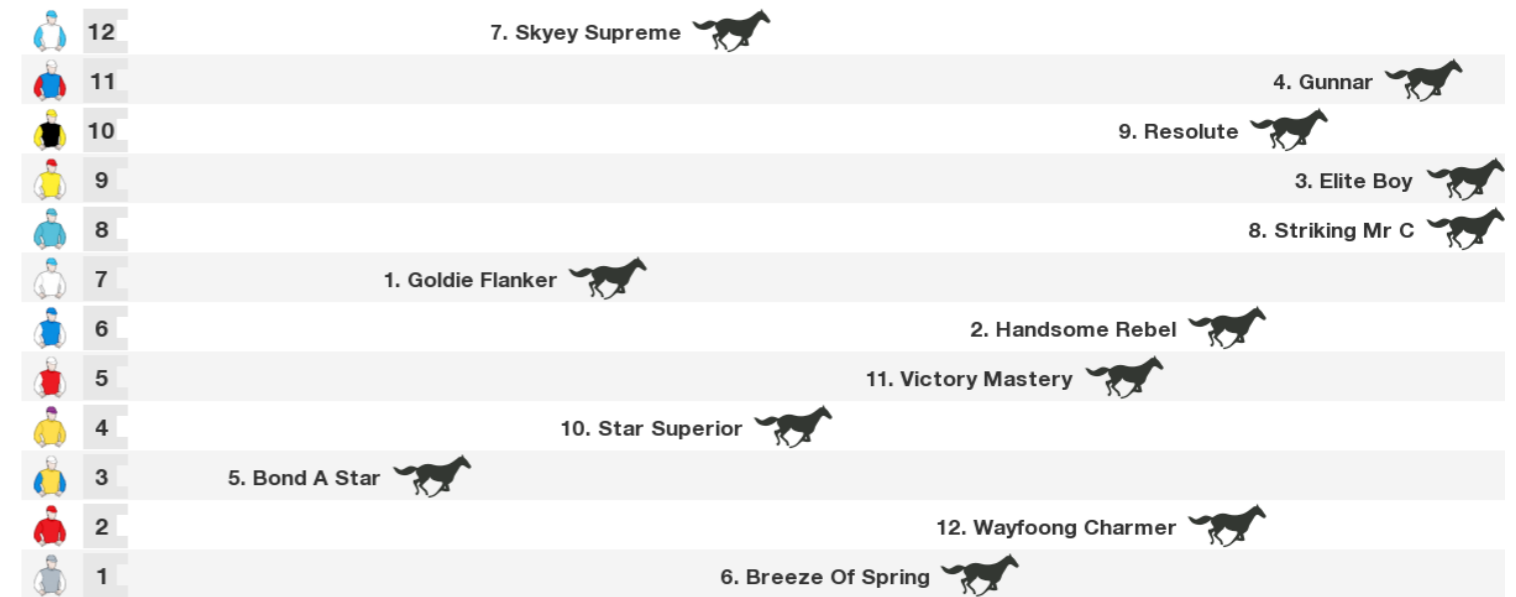 12 7. Skyey Supreme
11 4. Gunnar
10 9. Resolute
9 3. Elite Boy
8 8. Striking Mr C
7 1. Goldie Flanker
6 2. Handsome Rebel
5 11. Victory Mastery
4 10. Star Superior
3 5. Bond A Star
2 12. Wayfoong Charmer
1 6. Breeze Of Spring